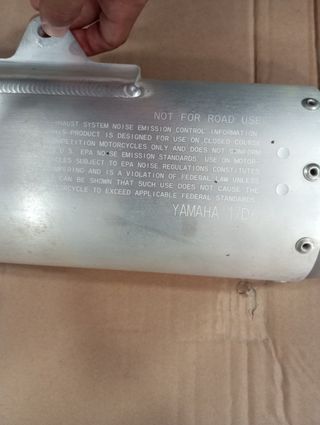 NOT FOR ROAD USE
EXHAUST SYSTEM NOISE EMISSION CONTROL INFORMATION
THIS PRODUCT IS DESIGNED FOR USE ON CLOSED COURSE
COMPETITION MOTORCYCLES ONLY AND DOES NOT CONFORM
U.S. EPA NOISE EMISSION STANDARDS. USE ON MOTOR-
CYCLES SUBJECT TO EPA NOISE REGULATIONS CONSTITUTES
TAMPERING AND IS A VIOLATION OF FEDERAL LAW UNLESS
CAN BE SHOWN THAT SUCH USE DOES NOT CAUSE THE
MOTORCYCLE TO EXCEED APPLICABLE FEDERAL STANDARDS.
YAMAHA 17D